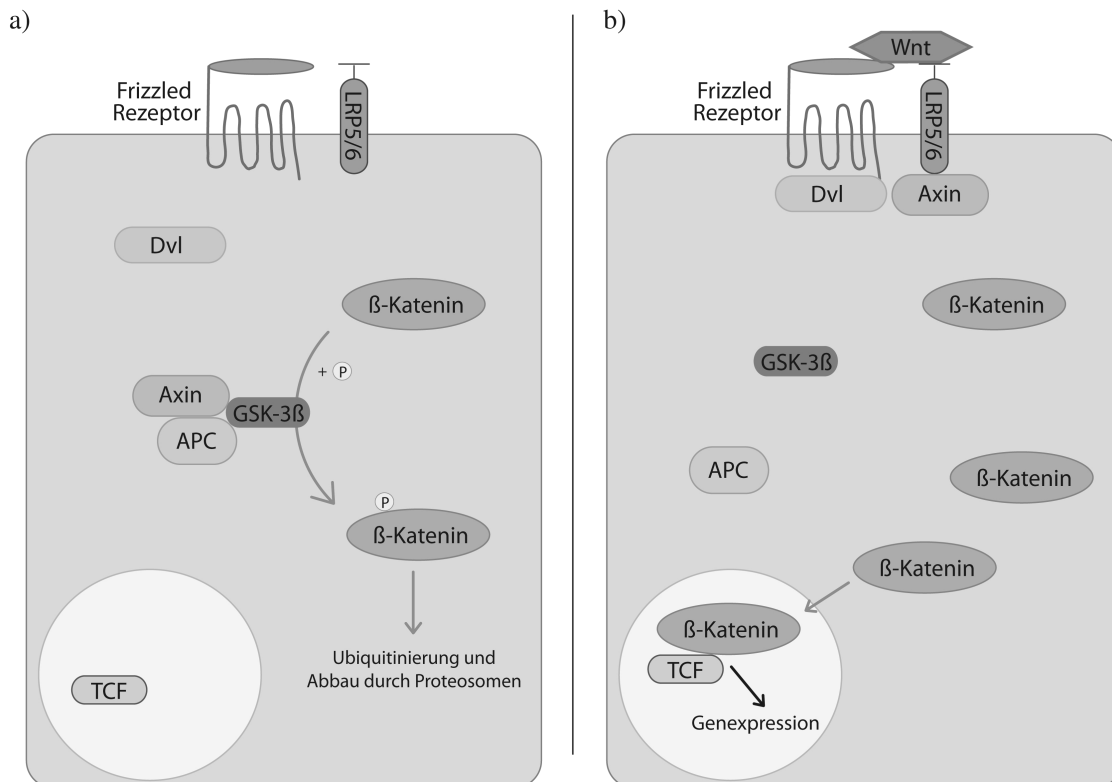 a)
Frizzled
Rezeptor
LRP5/6
Dvl
ß-Katenin
+ P
Axin
GSK-3ß
APC
P
ß-Katenin
Ubiquitinierung und
Abbau durch Proteosomen
TCF
b)
Wnt
Frizzled
Rezeptor
LRP5/6
Dvl
Axin
ß-Katenin
GSK-3ß
APC
ß-Katenin
ß-Katenin
ß-Katenin
TCF
Genexpression